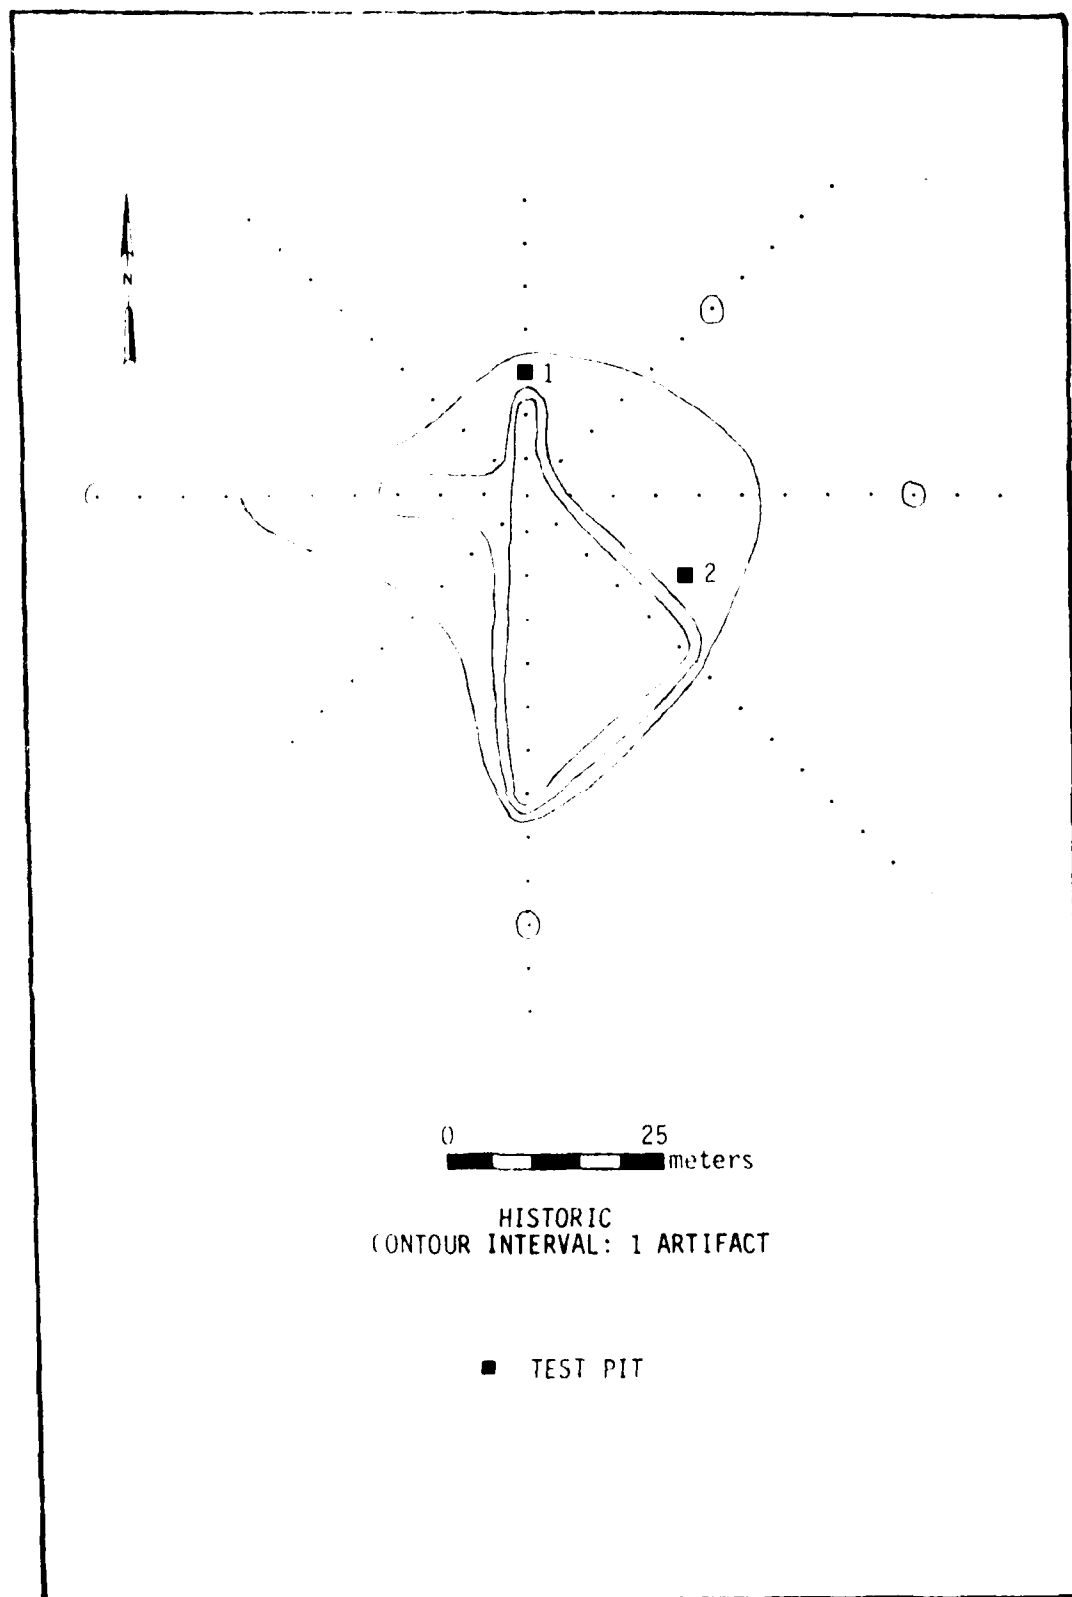 N
1
2
0 25
meters
HISTORIC
CONTOUR INTERVAL: 1 ARTIFACT
TEST PIT